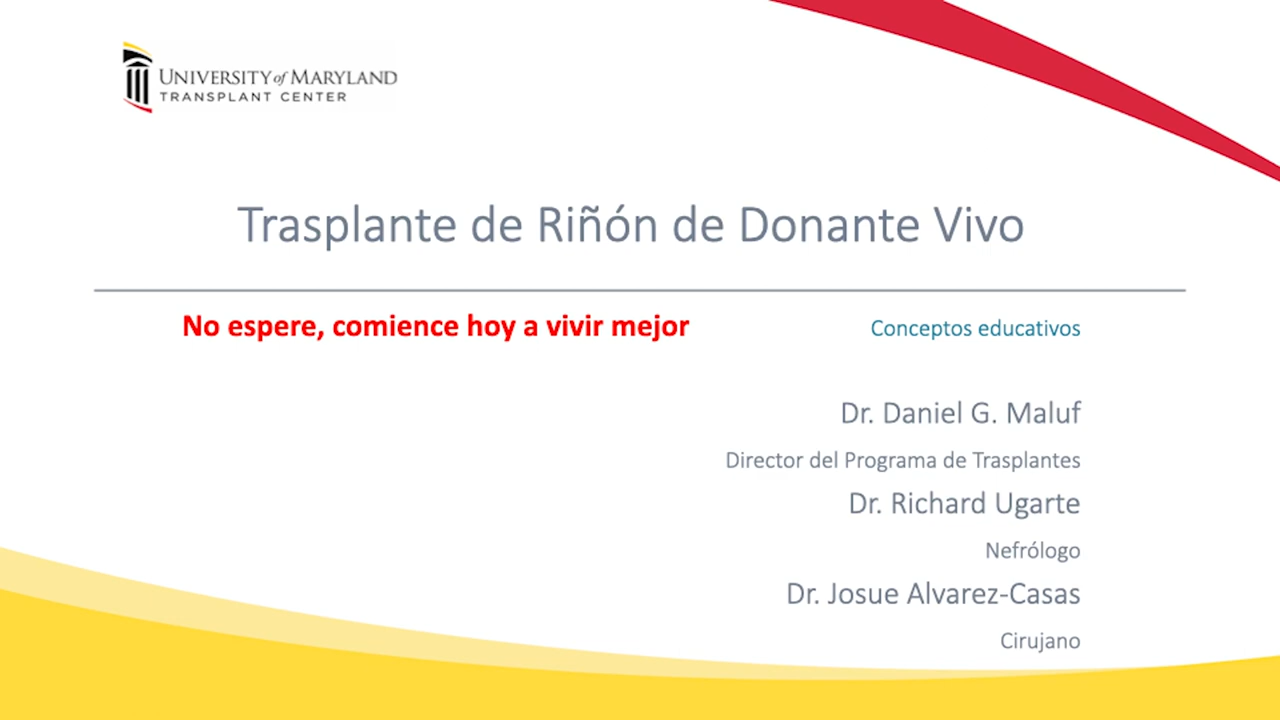 UNIVERSITY of MARYLAND
TRANSPLANT CENTER
Trasplante de Riñón de Donante Vivo
No espere, comience hoy a vivir mejor
Conceptos educativos
Dr. Daniel G. Maluf
Director del Programa de Trasplantes
Dr. Richard Ugarte
Nefrólogo
Dr. Josue Alvarez-Casas
Cirujano